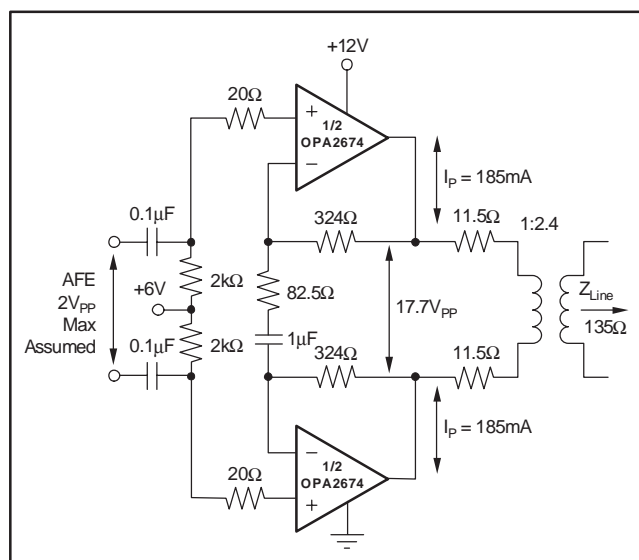 +12V
20Ω
+
1/2
OPA2674
−
I_P = 185mA
0.1µF
324Ω
11.5Ω
1:2.4
AFE
2V_PP
Max
Assumed
+6V
2kΩ
82.5Ω
17.7V_PP
Z_Line
135Ω
1µF
0.1µF
2kΩ
324Ω
11.5Ω
−
1/2
OPA2674
+
I_P = 185mA
20Ω